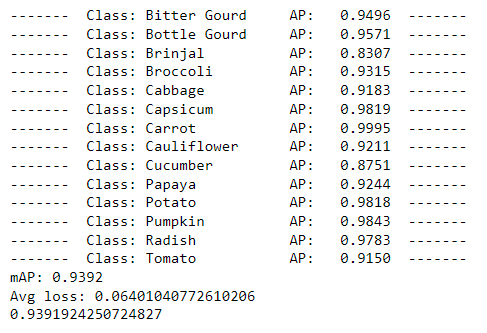 -------  Class: Bitter Gourd     AP:   0.9496  -------
-------  Class: Bottle Gourd     AP:   0.9571  -------
-------  Class: Brinjal          AP:   0.8307  -------
-------  Class: Broccoli         AP:   0.9315  -------
-------  Class: Cabbage          AP:   0.9183  -------
-------  Class: Capsicum         AP:   0.9819  -------
-------  Class: Carrot           AP:   0.9995  -------
-------  Class: Cauliflower      AP:   0.9211  -------
-------  Class: Cucumber         AP:   0.8751  -------
-------  Class: Papaya           AP:   0.9244  -------
-------  Class: Potato           AP:   0.9818  -------
-------  Class: Pumpkin          AP:   0.9843  -------
-------  Class: Radish           AP:   0.9783  -------
-------  Class: Tomato           AP:   0.9150  -------
mAP: 0.9392
Avg loss: 0.06401040772610206
0.9391924250724827